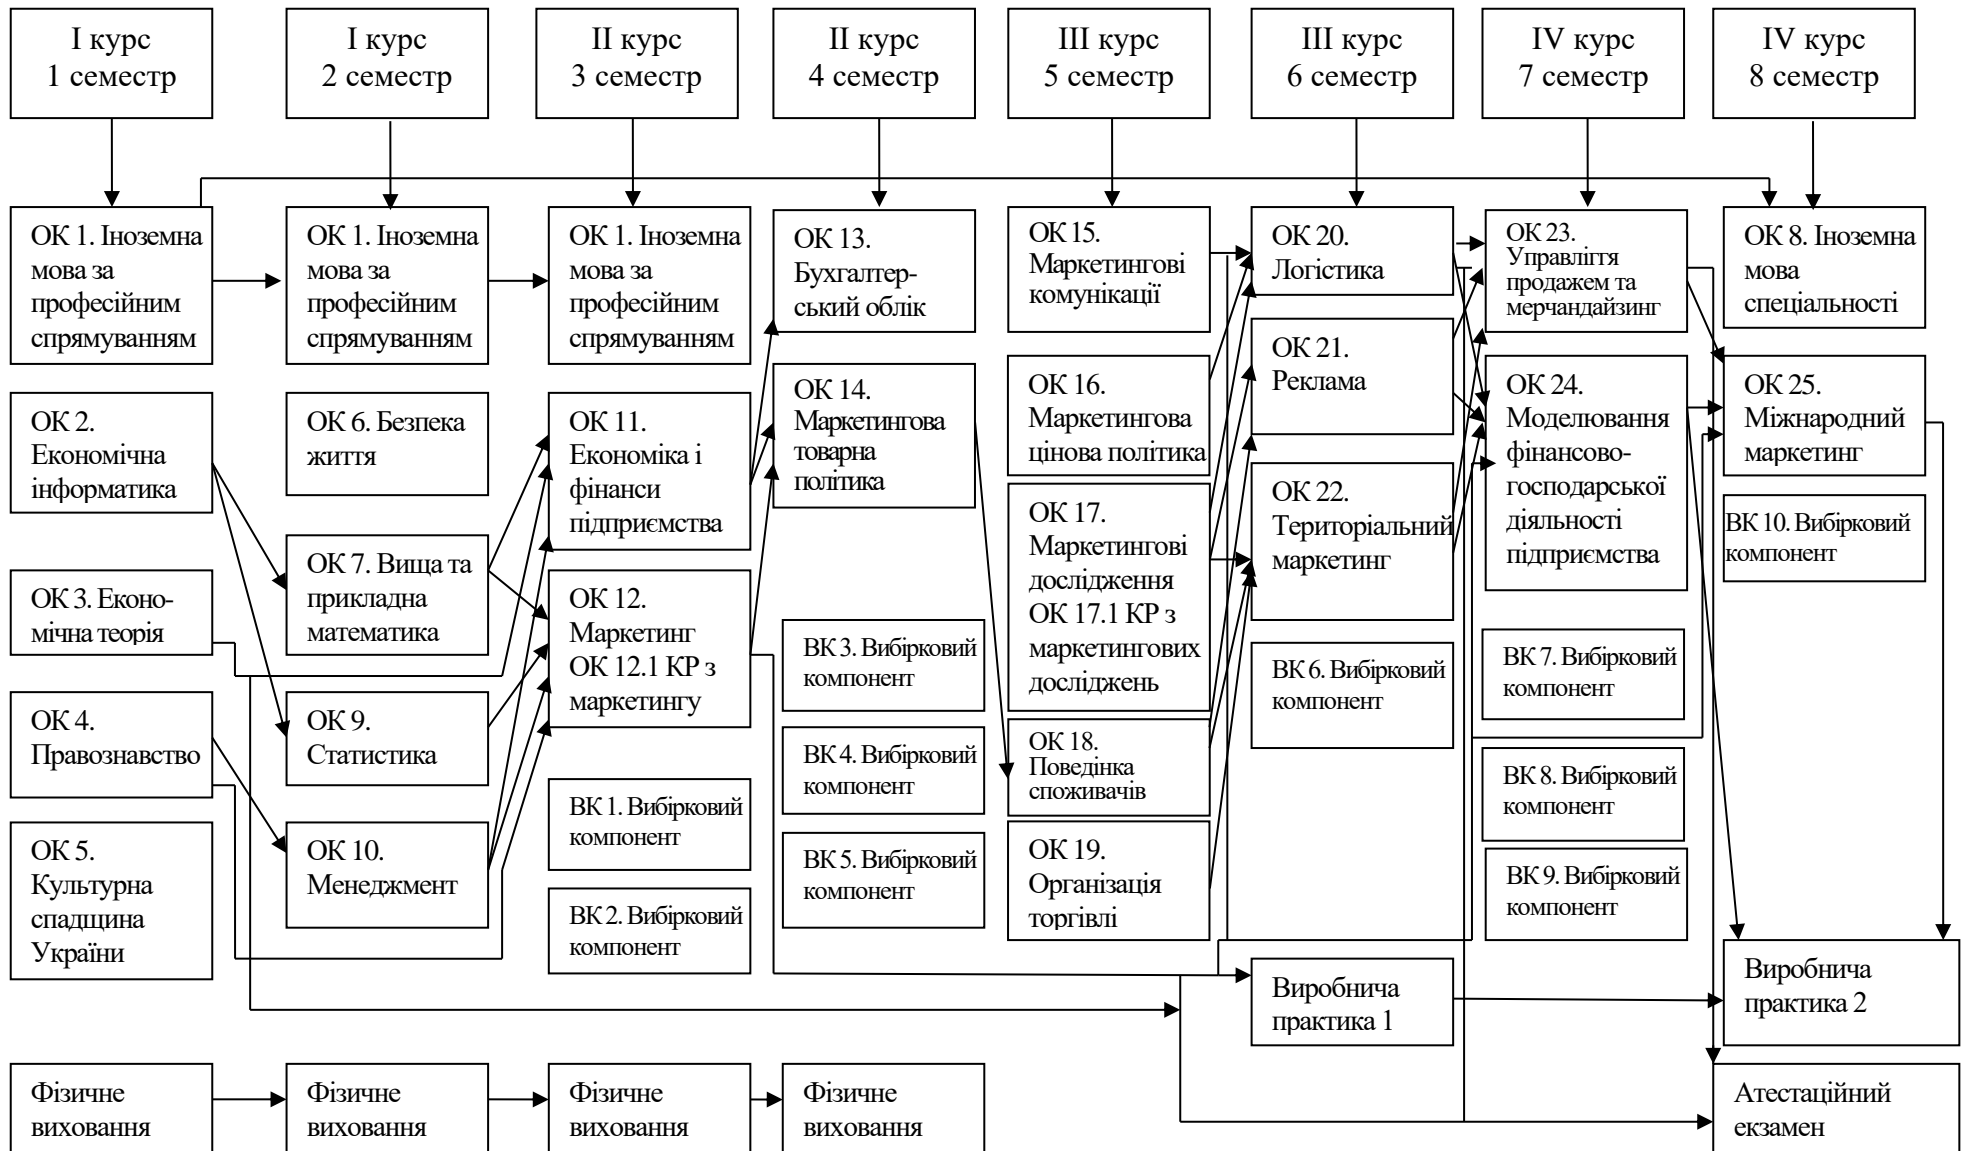 I курс
1 семестр
I курс
2 семестр
II курс
3 семестр
II курс
4 семестр
III курс
5 семестр
III курс
6 семестр
IV курс
7 семестр
IV курс
8 семестр
ОК 1. Іноземна
мова за
професійним
спрямуванням
ОК 2.
Економічна
інформатика
ОК 3. Еконо-
мічна теорія
ОК 4.
Правознавство
ОК 5.
Культурна
спадщина
України
Фізичне
виховання
ОК 1. Іноземна
мова за
професійним
спрямуванням
ОК 6. Безпека
життя
ОК 7. Вища та
прикладна
математика
ОК 9.
Статистика
ОК 10.
Менеджмент
Фізичне
виховання
ОК 1. Іноземна
мова за
професійним
спрямуванням
ОК 11.
Економіка і
фінанси
підприємства
ОК 12.
Маркетинг
ОК 12.1 КР з
маркетингу
ВК 1. Вибірковий
компонент
ВК 2. Вибірковий
компонент
Фізичне
виховання
ОК 13.
Бухгалтер-
ський облік
ОК 14.
Маркетингова
товарна
політика
ВК 3. Вибірковий
компонент
ВК 4. Вибірковий
компонент
ВК 5. Вибірковий
компонент
Фізичне
виховання
ОК 15.
Маркетингові
комунікації
ОК 16.
Маркетингова
цінова політика
ОК 17.
Маркетингові
дослідження
ОК 17.1 КР з
маркетингових
досліджень
ОК 18.
Поведінка
споживачів
ОК 19.
Організація
торгівлі
ОК 20.
Логістика
ОК 21.
Реклама
ОК 22.
Територіальний
маркетинг
ВК 6. Вибірковий
компонент
Виробнича
практика 1
ОК 23.
Управліггя
продажем та
мерчандайзинг
ОК 24.
Моделювання
фінансово-
господарської
діяльності
підприємства
ВК 7. Вибірковий
компонент
ВК 8. Вибірковий
компонент
ВК 9. Вибірковий
компонент
ОК 8. Іноземна
мова
спеціальності
ОК 25.
Міжнародний
маркетинг
ВК 10. Вибірковий
компонент
Виробнича
практика 2
Атестаційний
екзамен